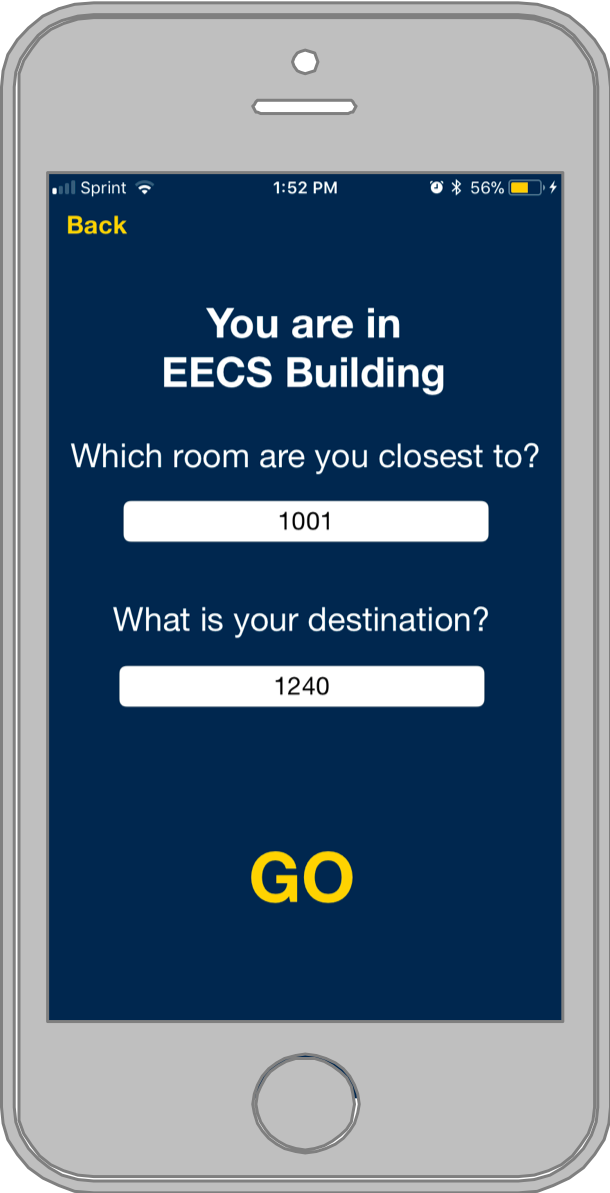 Sprint 1:52 PM 56%
Back
You are in
EECS Building
Which room are you closest to?
1001
What is your destination?
1240
GO